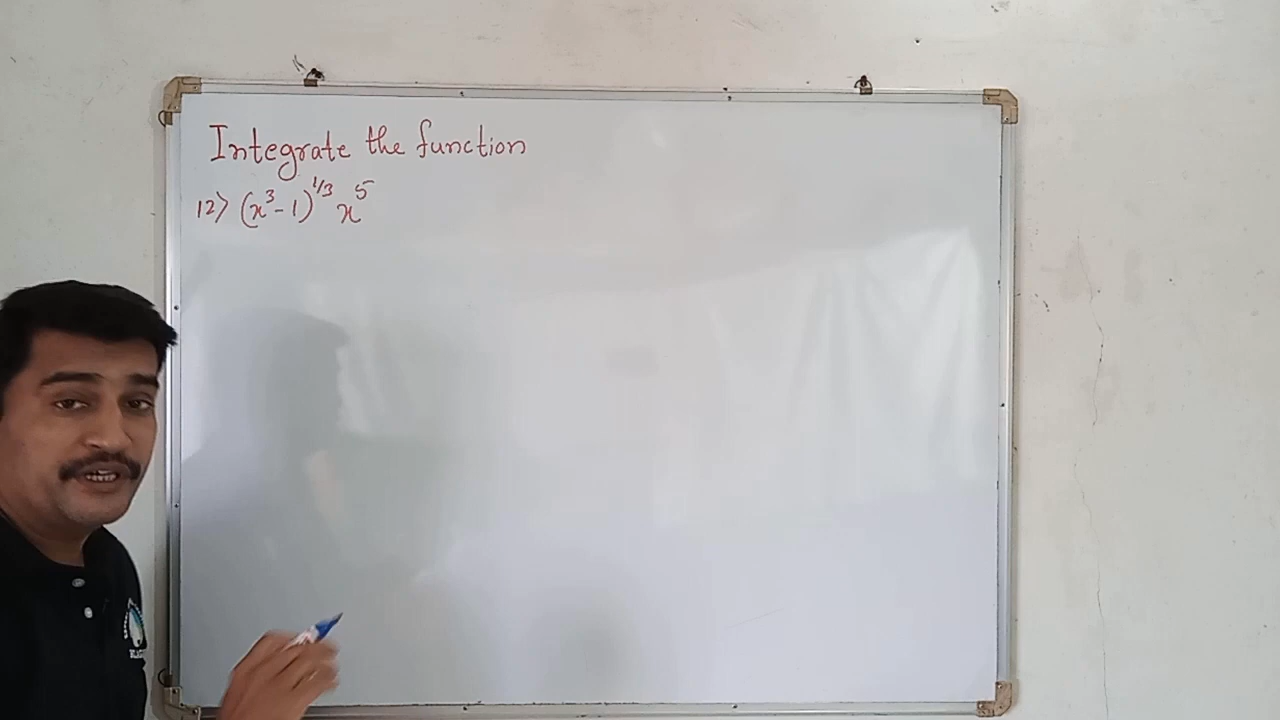 Integrate the function
12> (x³-1)^1/3 x⁵